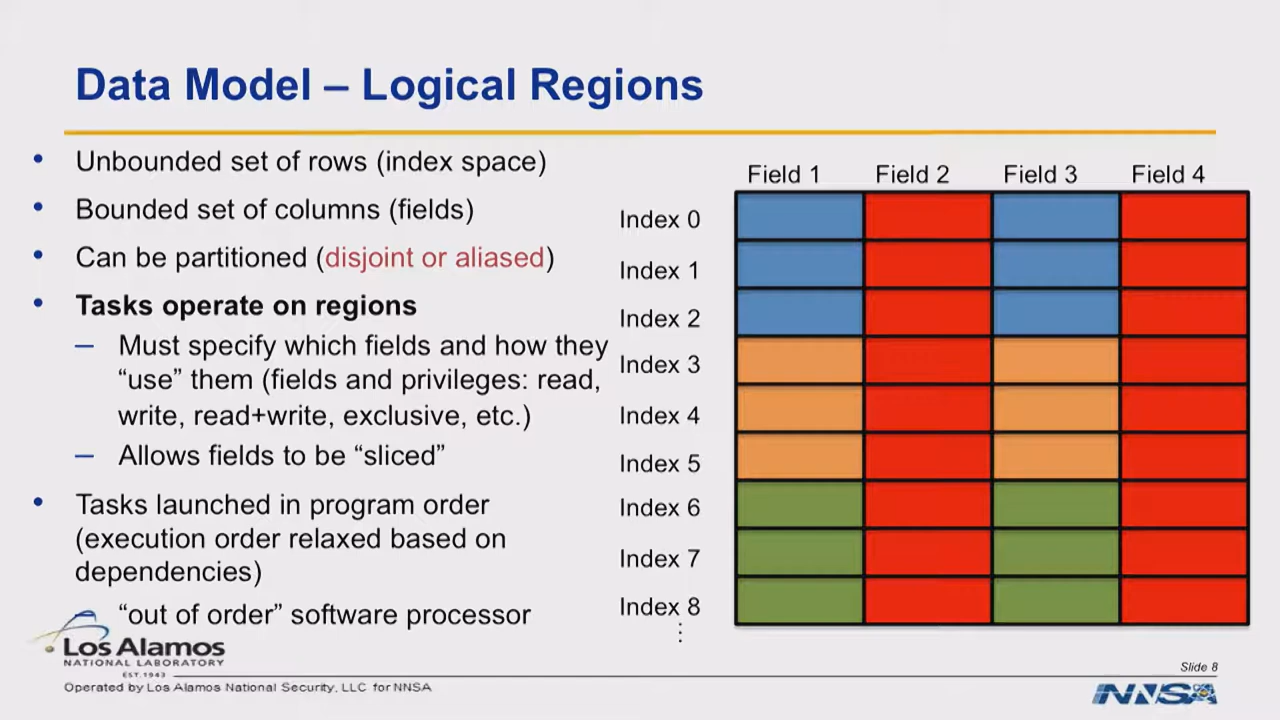 Data Model – Logical Regions
• Unbounded set of rows (index space)
• Bounded set of columns (fields)
• Can be partitioned (disjoint or aliased)
• Tasks operate on regions
– Must specify which fields and how they
“use” them (fields and privileges: read,
write, read+write, exclusive, etc.)
– Allows fields to be “sliced”
• Tasks launched in program order
(execution order relaxed based on
dependencies)
– “out of order” software processor
Field 1 Field 2 Field 3 Field 4
Index 0
Index 1
Index 2
Index 3
Index 4
Index 5
Index 6
Index 7
Index 8
⋮
Los Alamos
NATIONAL LABORATORY
EST.1943
Operated by Los Alamos National Security, LLC for NNSA
Slide 8
NNSA